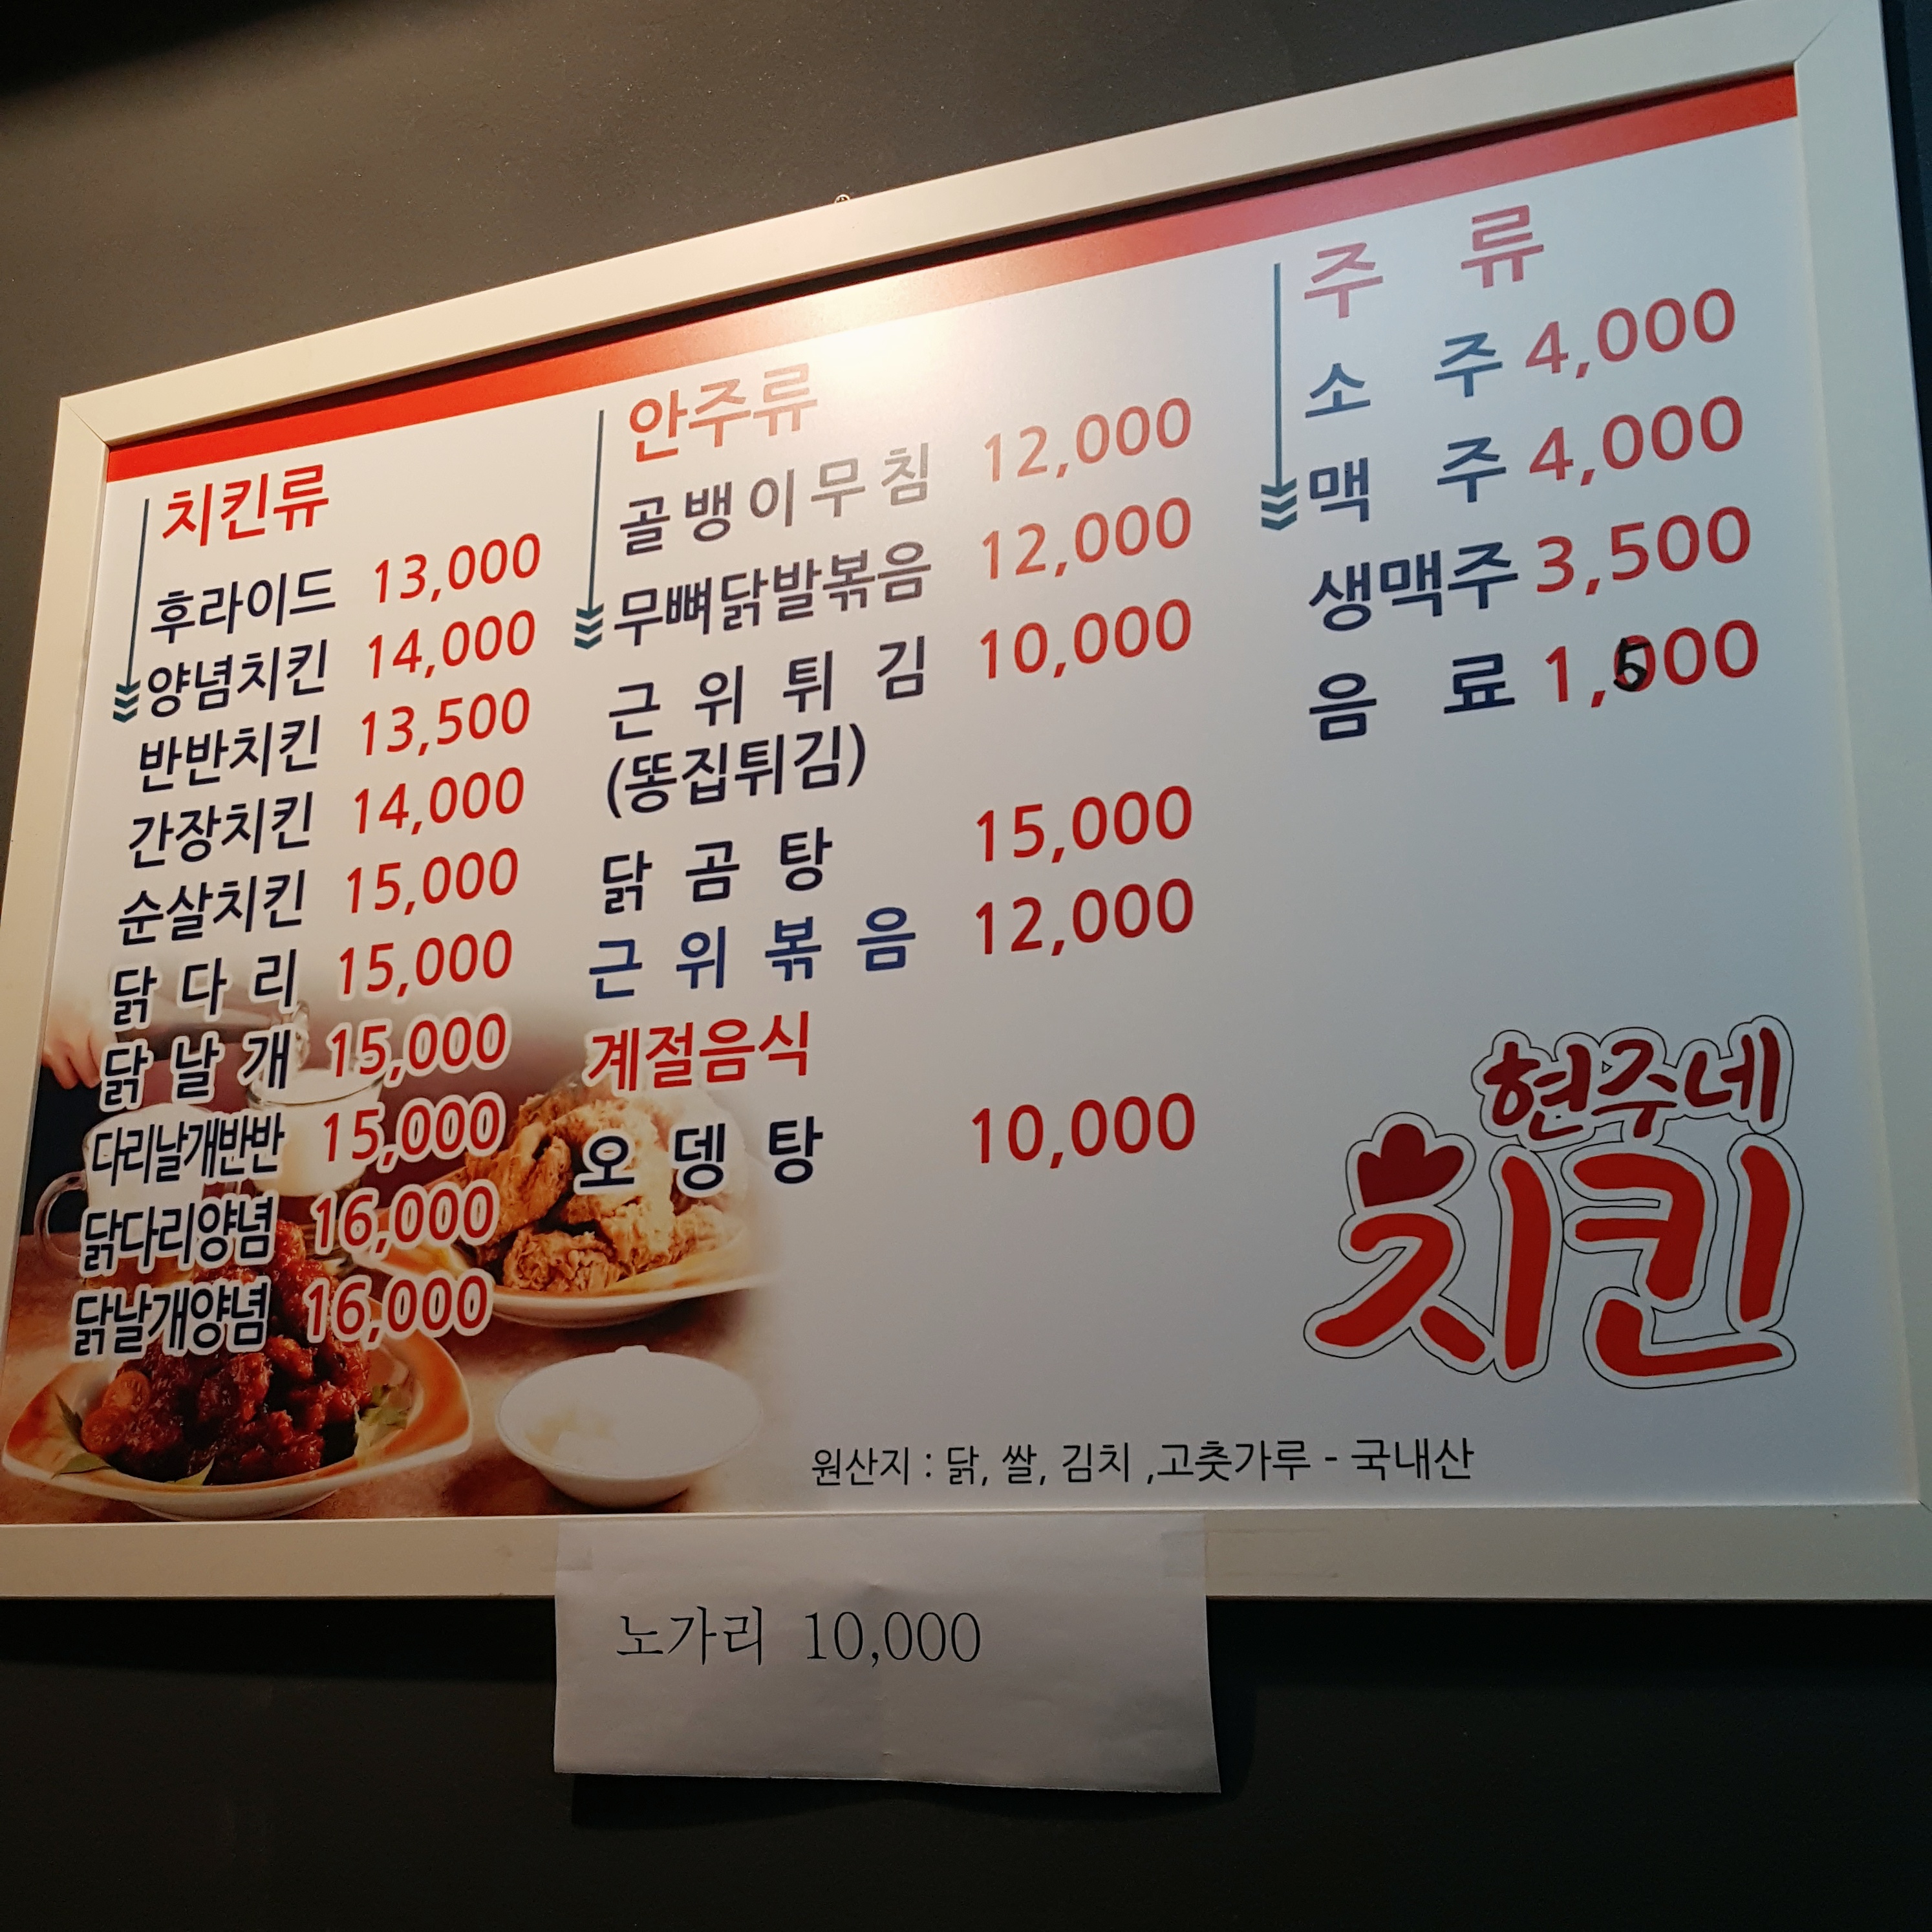 치킨류
후라이드 13,000
양념치킨 14,000
반반치킨 13,500
간장치킨 14,000
순살치킨 15,000
닭 다 리 15,000
닭 날 개 15,000
다리날개반반 15,000
닭다리양념 16,000
닭날개양념 16,000
안주류
골뱅이무침 12,000
무뼈닭발볶음 12,000
근 위 튀 김 10,000
(똥집튀김)
닭 곰 탕 15,000
근 위 볶 음 12,000
계절음식
오 뎅 탕 10,000
주 류
소 주 4,000
맥 주 4,000
생맥주 3,500
음 료 1,500
현주네
치킨
원산지 : 닭, 쌀, 김치 ,고춧가루 - 국내산
노가리 10,000